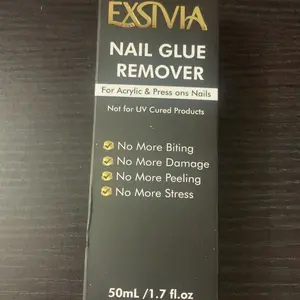 EXSIVIA
NAIL GLUE
REMOVER
For Acrylic & Press ons Nails
Not for UV Cured Products
No More Biting
No More Damage
No More Peeling
No More Stress
50mL /1.7 fl.oz